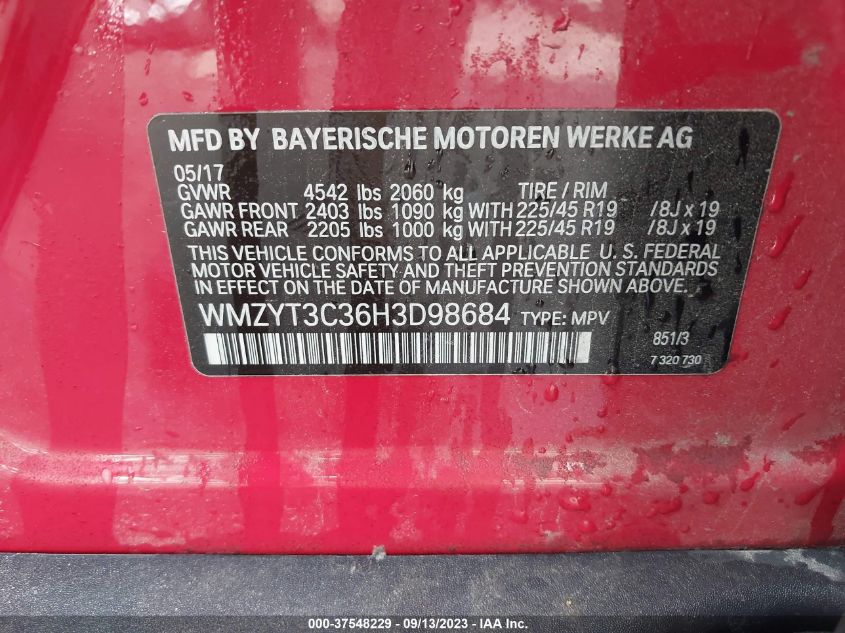 MFD BY BAYERISCHE MOTOREN WERKE AG
05/17
GVWR 4542 lbs 2060 kg TIRE / RIM
GAWR FRONT 2403 lbs 1090 kg WITH 225/45 R19 /8J x 19
GAWR REAR 2205 lbs 1000 kg WITH 225/45 R19 /8J x 19
THIS VEHICLE CONFORMS TO ALL APPLICABLE U. S. FEDERAL
MOTOR VEHICLE SAFETY AND THEFT PREVENTION STANDARDS
IN EFFECT ON THE DATE OF MANUFACTURE SHOWN ABOVE.
WMZYT3C36H3D98684 TYPE: MPV
851/3
7 320 730
000-37548229 - 09/13/2023 - © IAA Inc.